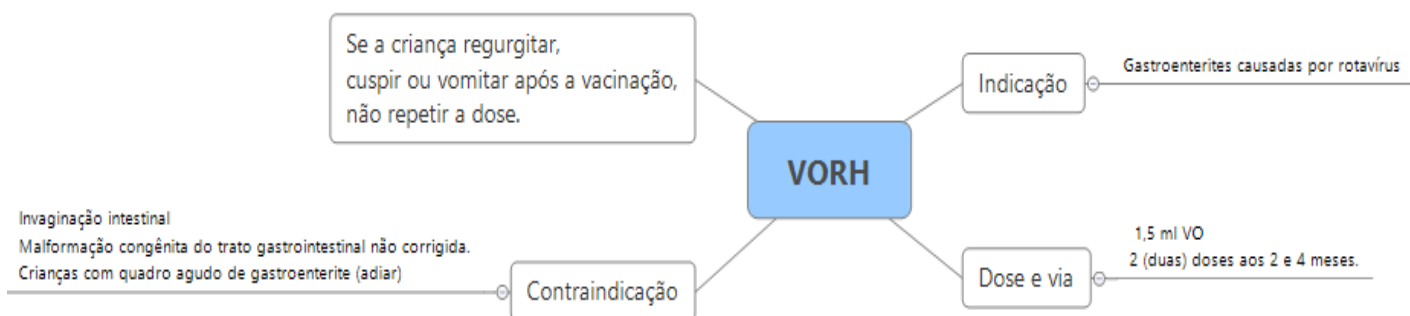 Se a criança regurgitar,
cuspir ou vomitar após a vacinação,
não repetir a dose.
Indicação
Gastroenterites causadas por rotavírus
VORH
Invaginação intestinal
Malformação congênita do trato gastrointestinal não corrigida.
Crianças com quadro agudo de gastroenterite (adiar)
Contraindicação
Dose e via
1,5 ml VO
2 (duas) doses aos 2 e 4 meses.